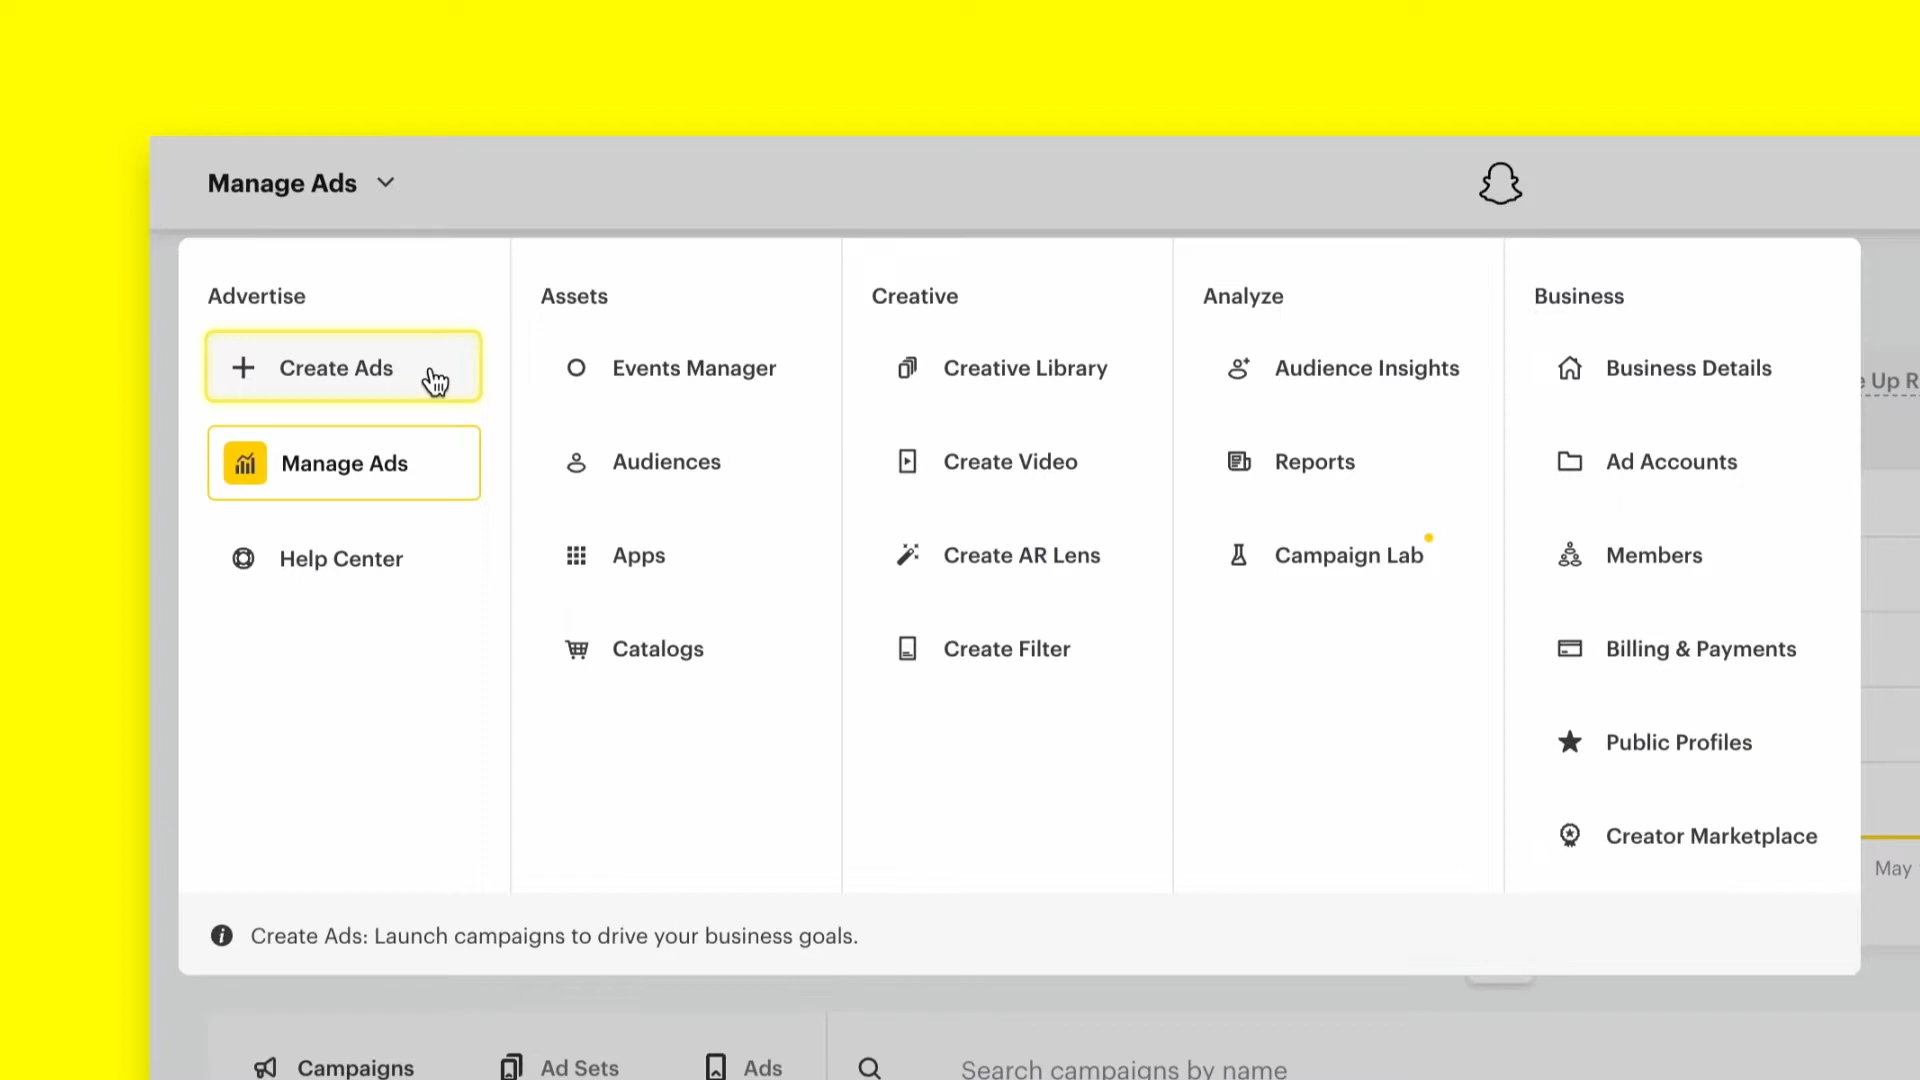 Manage Ads
Advertise
Create Ads
Manage Ads
Help Center
Assets
Events Manager
Audiences
Apps
Catalogs
Creative
Creative Library
Create Video
Create AR Lens
Create Filter
Analyze
Audience Insights
Reports
Campaign Lab
Business
Business Details
Ad Accounts
Members
Billing & Payments
Public Profiles
Creator Marketplace
Up R
May
Create Ads: Launch campaigns to drive your business goals.
Campaigns
Ad Sets
Ads
Search campaigns by name